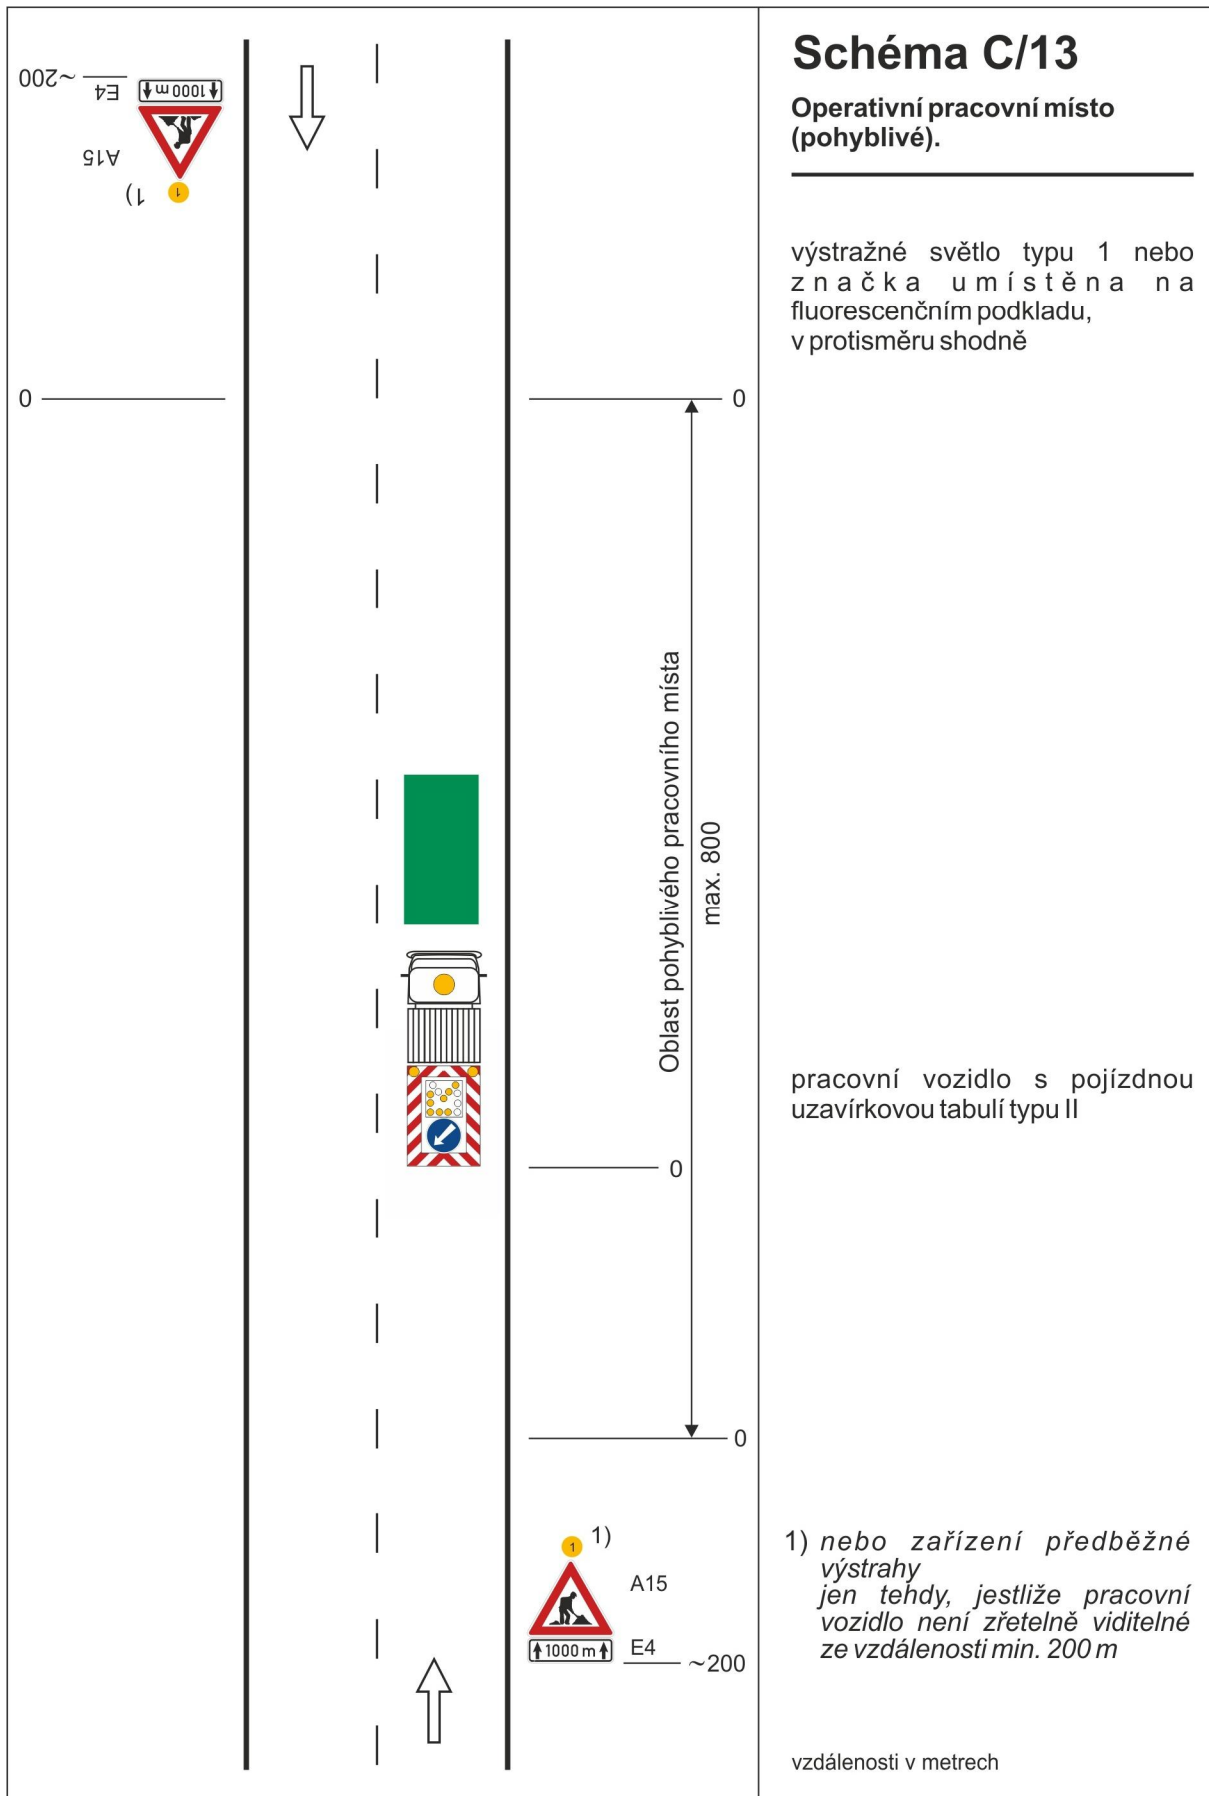 Schéma C/13
Operativní pracovní místo
(pohyblivé).
výstražné světlo typu 1 nebo
značka umístěna na
fluorescenčním podkladu,
v protisměru shodně
~200
E4
1000 m
A15
1)
1
0
0
Oblast pohyblivého pracovního místa
max. 800
pracovní vozidlo s pojízdnou
uzavírkovou tabulí typu II
0
0
1
1)
A15
1000 m
E4
~200
1) nebo zařízení předběžné
výstrahy
jen tehdy, jestliže pracovní
vozidlo není zřetelně viditelné
ze vzdálenosti min. 200 m
vzdálenosti v metrech